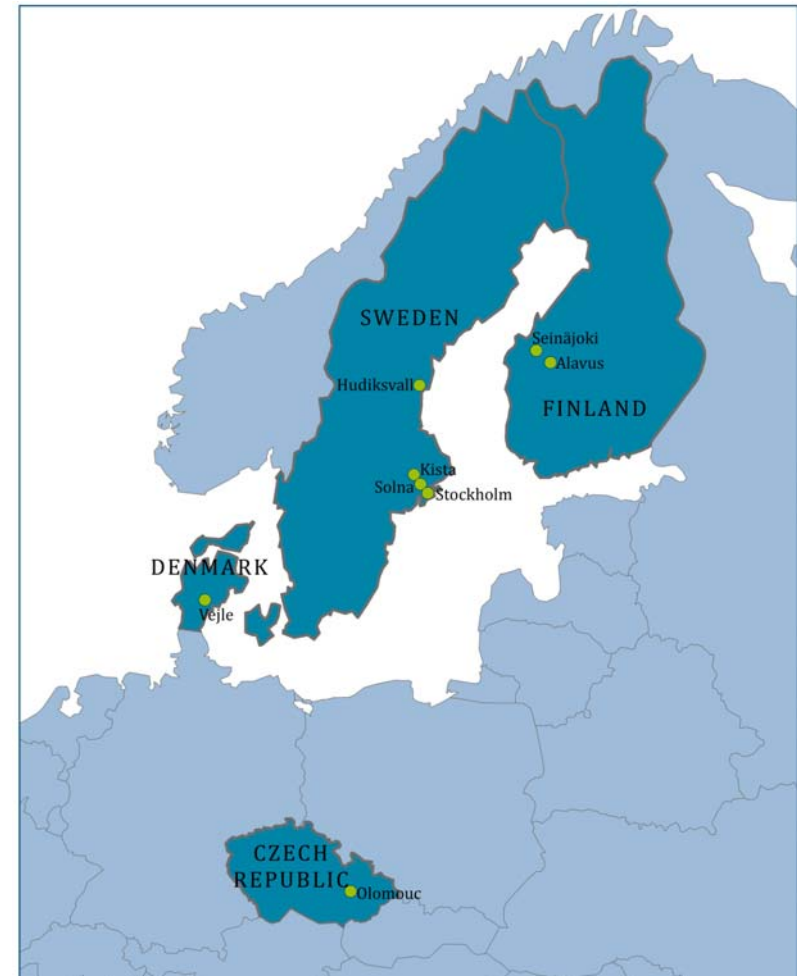 SWEDEN
Seinäjoki
Alavus
Hudiksvall
FINLAND
Kista
Solna
Stockholm
DENMARK
Vejle
CZECH
REPUBLIC
Olomouc